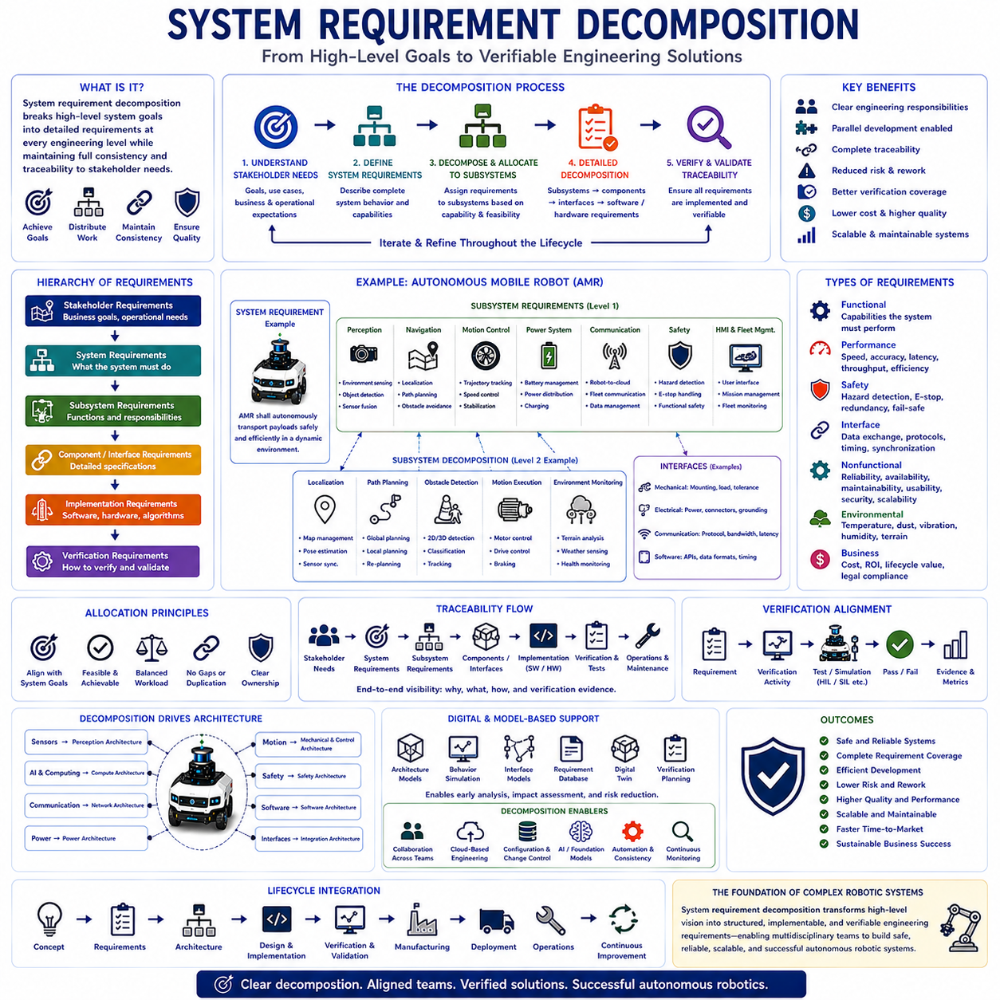 SYSTEM REQUIREMENT DECOMPOSITION
From High-Level Goals to Verifiable Engineering Solutions
WHAT IS IT?
System requirement decomposition
breaks high-level system goals
into detailed requirements at
every engineering level while
maintaining full consistency and
traceability to stakeholder needs.
Achieve
Goals
Distribute
Work
Maintain
Consistency
Ensure
Quality
THE DECOMPOSITION PROCESS
1. UNDERSTAND
STAKEHOLDER NEEDS
Goals, use cases,
business & operational
expectations
2. DEFINE
SYSTEM REQUIREMENTS
Describe complete
system behavior and
capabilities
3. DECOMPOSE & ALLOCATE
TO SUBSYSTEMS
Assign requirements
to subsystems based on
capability & feasibility
4. DETAILED
DECOMPOSITION
Subsystems → components
→ interfaces → software /
hardware requirements
5. VERIFY & VALIDATE
TRACEABILITY
Ensure all requirements
are implemented and
verifiable
Iterate & Refine Throughout the Lifecycle
KEY BENEFITS
Clear engineering responsibilities
Parallel development enabled
Complete traceability
Reduced risk & rework
Better verification coverage
Lower cost & higher quality
Scalable & maintainable systems
HIERARCHY OF REQUIREMENTS
Stakeholder Requirements
Business goals, operational needs
System Requirements
What the system must do
Subsystem Requirements
Functions and responsibilities
Component / Interface Requirements
Detailed specifications
Implementation Requirements
Software, hardware, algorithms
Verification Requirements
How to verify and validate
EXAMPLE: AUTONOMOUS MOBILE ROBOT (AMR)
SYSTEM REQUIREMENT
Example
AMR shall autonomously
transport payloads safely
and efficiently in a dynamic
environment.
SUBSYSTEM REQUIREMENTS (Level 1)
Perception
• Environment sensing
• Object detection
• Sensor fusion
Navigation
• Localization
• Path planning
• Obstacle avoidance
Motion Control
• Trajectory tracking
• Speed control
• Stabilization
Power System
• Battery management
• Power distribution
• Charging
Communication
• Robot-to-cloud
• Fleet communication
• Data management
Safety
• Hazard detection
• E-stop handling
• Functional safety
HMI & Fleet Mgmt.
• User interface
• Mission management
• Fleet monitoring
SUBSYSTEM DECOMPOSITION (Level 2 Example)
Localization
• Map management
• Pose estimation
• Sensor sync.
Path Planning
• Global planning
• Local planning
• Re-planning
Obstacle Detection
• 2D/3D detection
• Classification
• Tracking
Motion Execution
• Motor control
• Drive control
• Braking
Environment Monitoring
• Terrain analysis
• Weather sensing
• Health monitoring
INTERFACES (Examples)
Mechanical: Mounting, load, tolerance
Electrical: Power, connectors, grounding
Communication: Protocol, bandwidth, latency
Software: APIs, data formats, timing
TYPES OF REQUIREMENTS
Functional
Capabilities the system
must perform
Performance
Speed, accuracy, latency,
throughput, efficiency
Safety
Hazard detection, E-stop,
redundancy, fail-safe
Interface
Data exchange, protocols,
timing, synchronization
Nonfunctional
Reliability, availability,
maintainability, usability,
security, scalability
Environmental
Temperature, dust, vibration,
humidity, terrain
Business
Cost, ROI, lifecycle value,
legal compliance
ALLOCATION PRINCIPLES
Align with
System Goals
Feasible &
Achievable
Balanced
Workload
No Gaps or
Duplication
Clear
Ownership
TRACEABILITY FLOW
Stakeholder
Needs
System
Requirements
Subsystem
Requirements
Components /
Interfaces
Implementation
(SW / HW)
Verification &
Tests
Operations &
Maintenance
End-to-end visibility: why, what, how, and verification evidence.
VERIFICATION ALIGNMENT
Requirement
Verification
Activity
Test / Simulation
(HIL / SIL etc.)
Pass / Fail
Evidence &
Metrics
DECOMPOSITION DRIVES ARCHITECTURE
Sensors → Perception Architecture
AI & Computing → Compute Architecture
Communication → Network Architecture
Power → Power Architecture
Motion → Mechanical & Control
Architecture
Safety → Safety Architecture
Software → Software Architecture
Interfaces → Integration Architecture
DIGITAL & MODEL-BASED SUPPORT
Architecture
Models
Behavior
Simulation
Interface
Models
Requirement
Database
Digital
Twin
Verification
Planning
Enables early analysis, impact assessment, and risk reduction.
DECOMPOSITION ENABLERS
Collaboration
Across Teams
Cloud-Based
Engineering
Configuration &
Change Control
AI / Foundation
Models
Automation &
Consistency
Continuous
Monitoring
OUTCOMES
Safe and Reliable Systems
Complete Requirement Coverage
Efficient Development
Lower Risk and Rework
Higher Quality and Performance
Scalable and Maintainable
Faster Time-to-Market
Sustainable Business Success
LIFECYCLE INTEGRATION
Concept
Requirements
Architecture
Design &
Implementation
Verification &
Validation
Manufacturing
Deployment
Operations
Continuous
Improvement
THE FOUNDATION OF COMPLEX ROBOTIC SYSTEMS
System requirement decomposition transforms high-level
vision into structured, implementable, and verifiable engineering
requirements—enabling multidisciplinary teams to build safe,
reliable, scalable, and successful autonomous robotic systems.
Clear decompostion. Aligned teams. Verified solutions. Successful autonomous robotics.